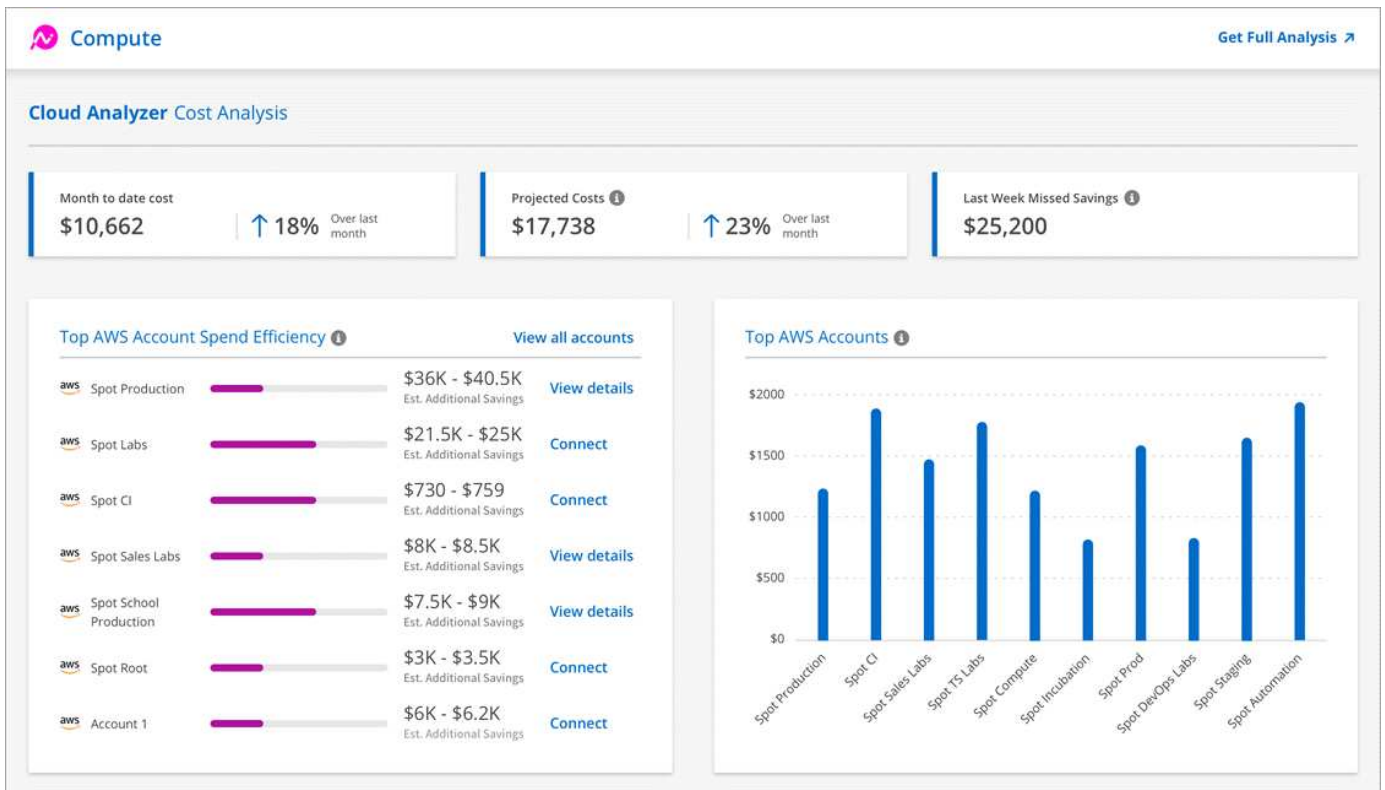 Compute
Get Full Analysis ↗
Cloud Analyzer Cost Analysis
Month to date cost
$10,662
↑ 18%
Over last
month
Projected Costs
$17,738
↑ 23%
Over last
month
Last Week Missed Savings
$25,200
Top AWS Account Spend Efficiency
View all accounts
aws
Spot Production
$36K - $40.5K
Est. Additional Savings
View details
aws
Spot Labs
$21.5K - $25K
Est. Additional Savings
Connect
aws
Spot CI
$730 - $759
Est. Additional Savings
Connect
aws
Spot Sales Labs
$8K - $8.5K
Est. Additional Savings
View details
aws
Spot School
Production
$7.5K - $9K
Est. Additional Savings
View details
aws
Spot Root
$3K - $3.5K
Est. Additional Savings
Connect
aws
Account 1
$6K - $6.2K
Est. Additional Savings
Connect
Top AWS Accounts
$2000
$1500
$1000
$500
$0
Spot Production
Spot CI
Spot Sales Labs
Spot TS Labs
Spot Compute
Spot Incubation
Spot Prod
Spot DevOps Labs
Spot Staging
Spot Automation